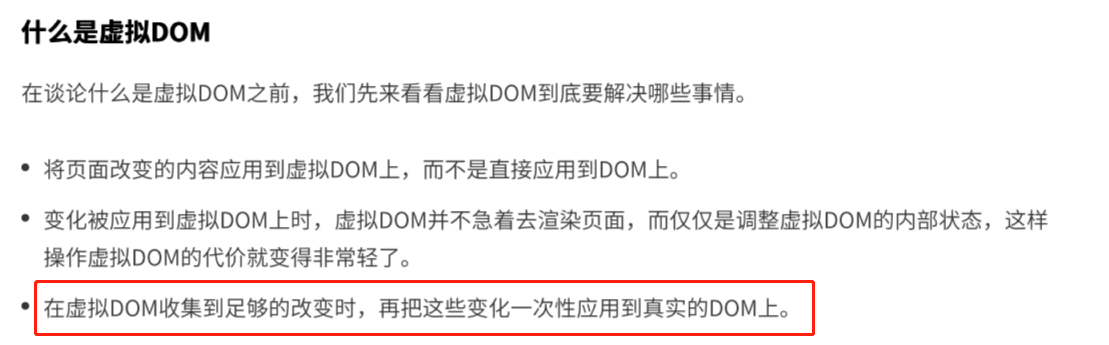 什么是虚拟DOM
在谈论什么是虚拟DOM之前，我们先来看看虚拟DOM到底要解决哪些事情。
• 将页面改变的内容应用到虚拟DOM上，而不是直接应用到DOM上。
• 变化被应用到虚拟DOM上时，虚拟DOM并不急着去渲染页面，而仅仅是调整虚拟DOM的内部状态，这样
操作虚拟DOM的代价就变得非常轻了。
• 在虚拟DOM收集到足够的改变时，再把这些变化一次性应用到真实的DOM上。